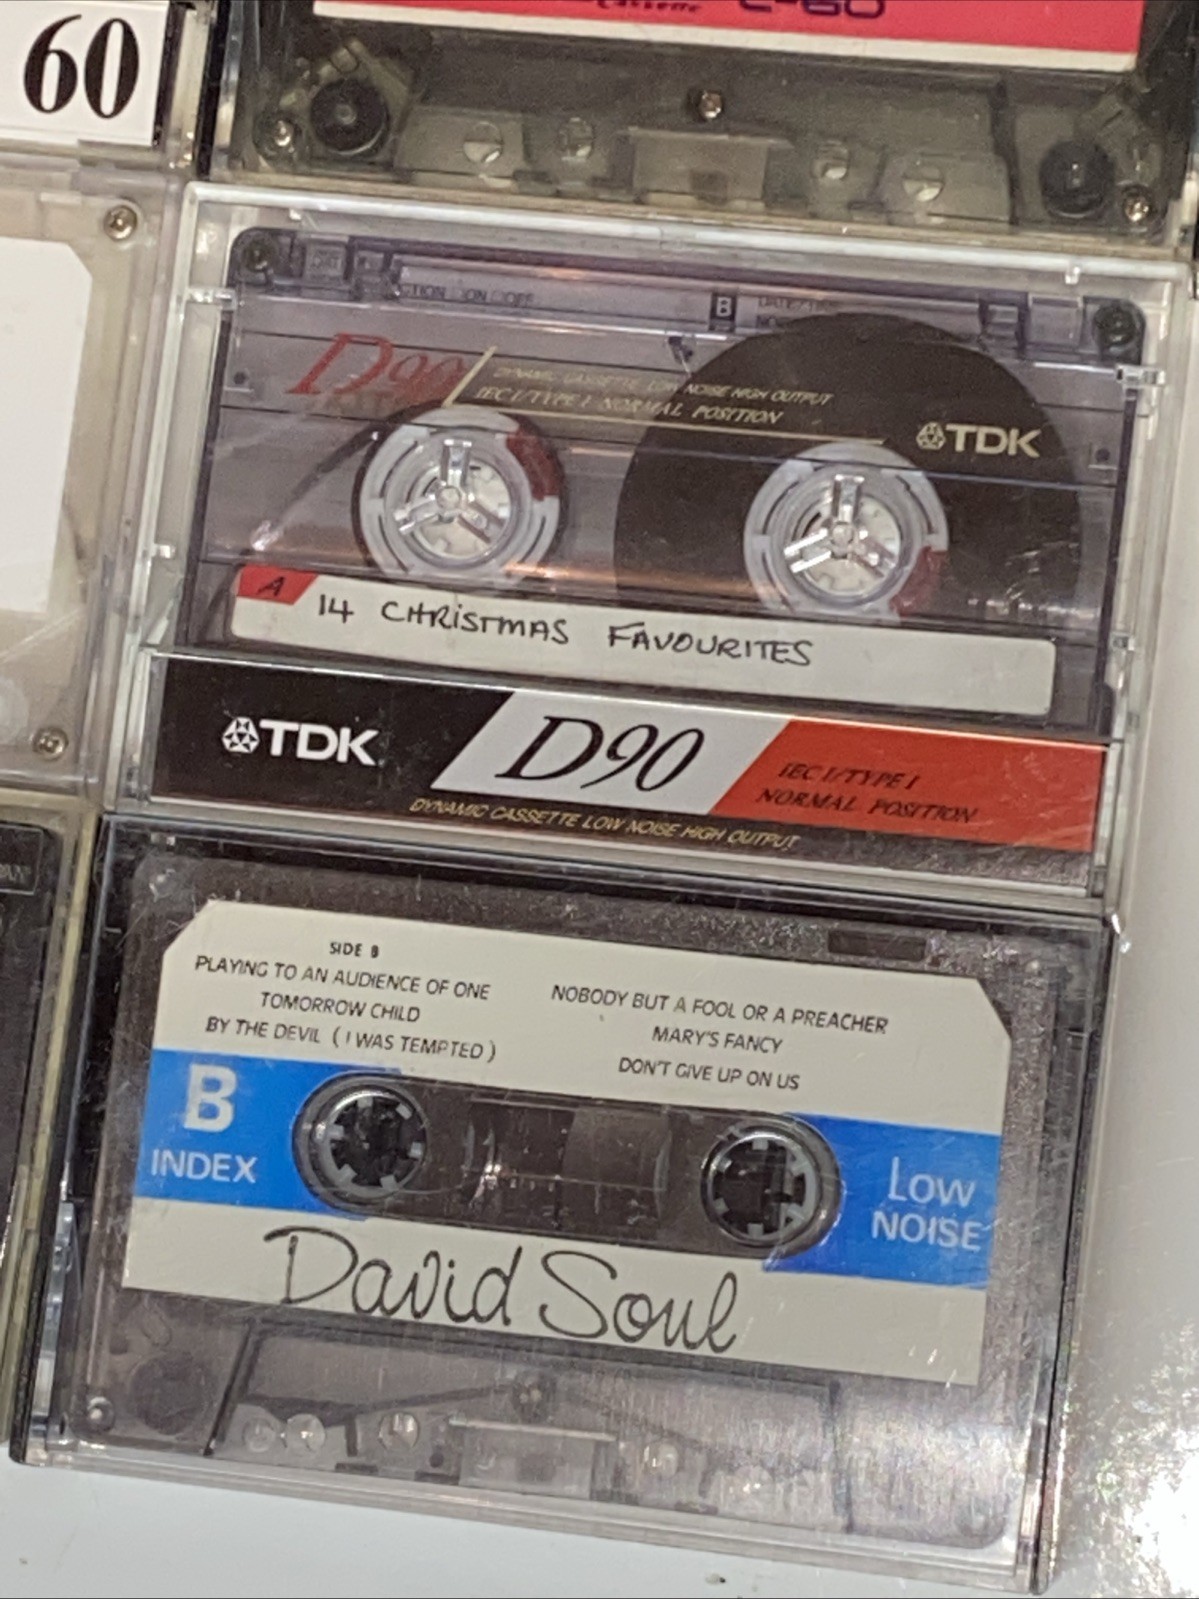 60
Cassette C-60
B
D90
DYNAMIC CASSETTE LOW NOISE HIGH OUTPUT
IEC I/TYPE I NORMAL POSITION
TDK
A 14 CHRISTMAS FAVOURITES
TDK D90 IEC I/TYPE I
NORMAL POSITION
DYNAMIC CASSETTE LOW NOISE HIGH OUTPUT
SIDE B
PLAYING TO AN AUDIENCE OF ONE
TOMORROW CHILD
BY THE DEVIL ( I WAS TEMPTED )
NOBODY BUT A FOOL OR A PREACHER
MARY'S FANCY
DON'T GIVE UP ON US
B
INDEX
LOW
NOISE
David Soul